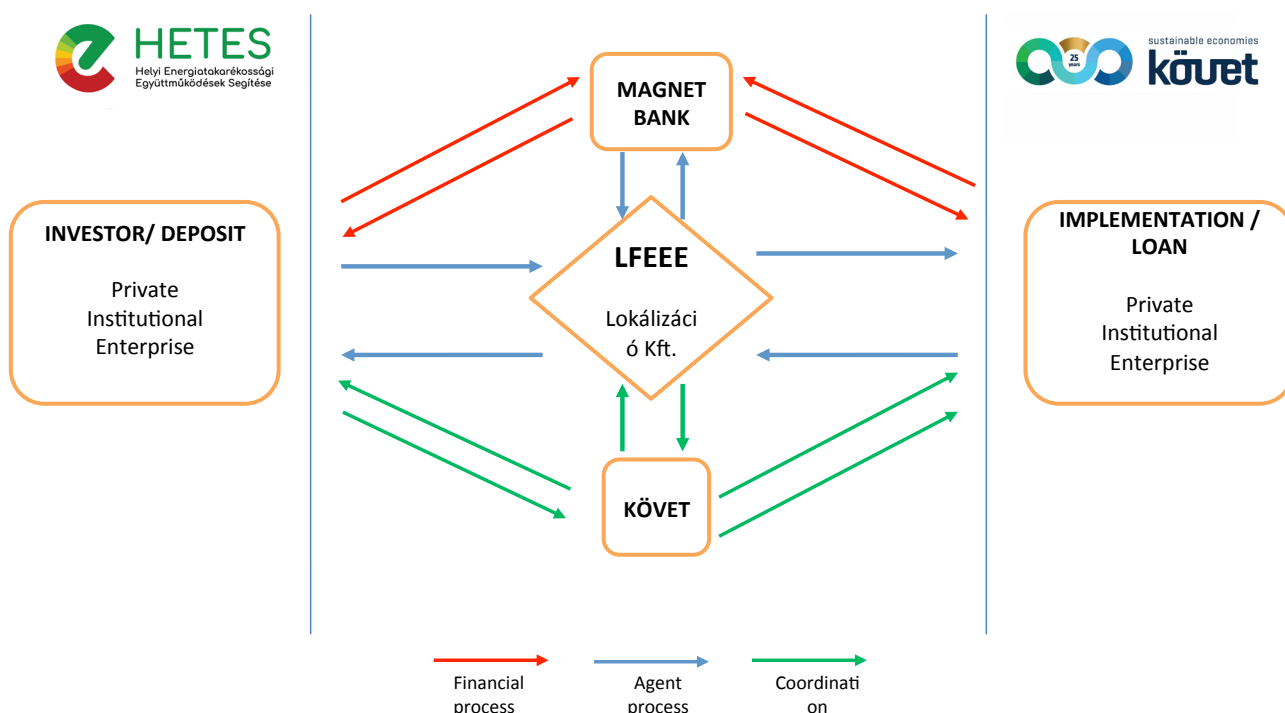 HETES
Helyi Energiatakarékossági
Együttműködések Segítése
sustainable economies
25
years
követ
MAGNET
BANK
INVESTOR/ DEPOSIT
Private
Institutional
Enterprise
LFEEE
Lokálizáci
ó Kft.
IMPLEMENTATION /
LOAN
Private
Institutional
Enterprise
KÖVET
Financial
process
Agent
process
Coordinati
on